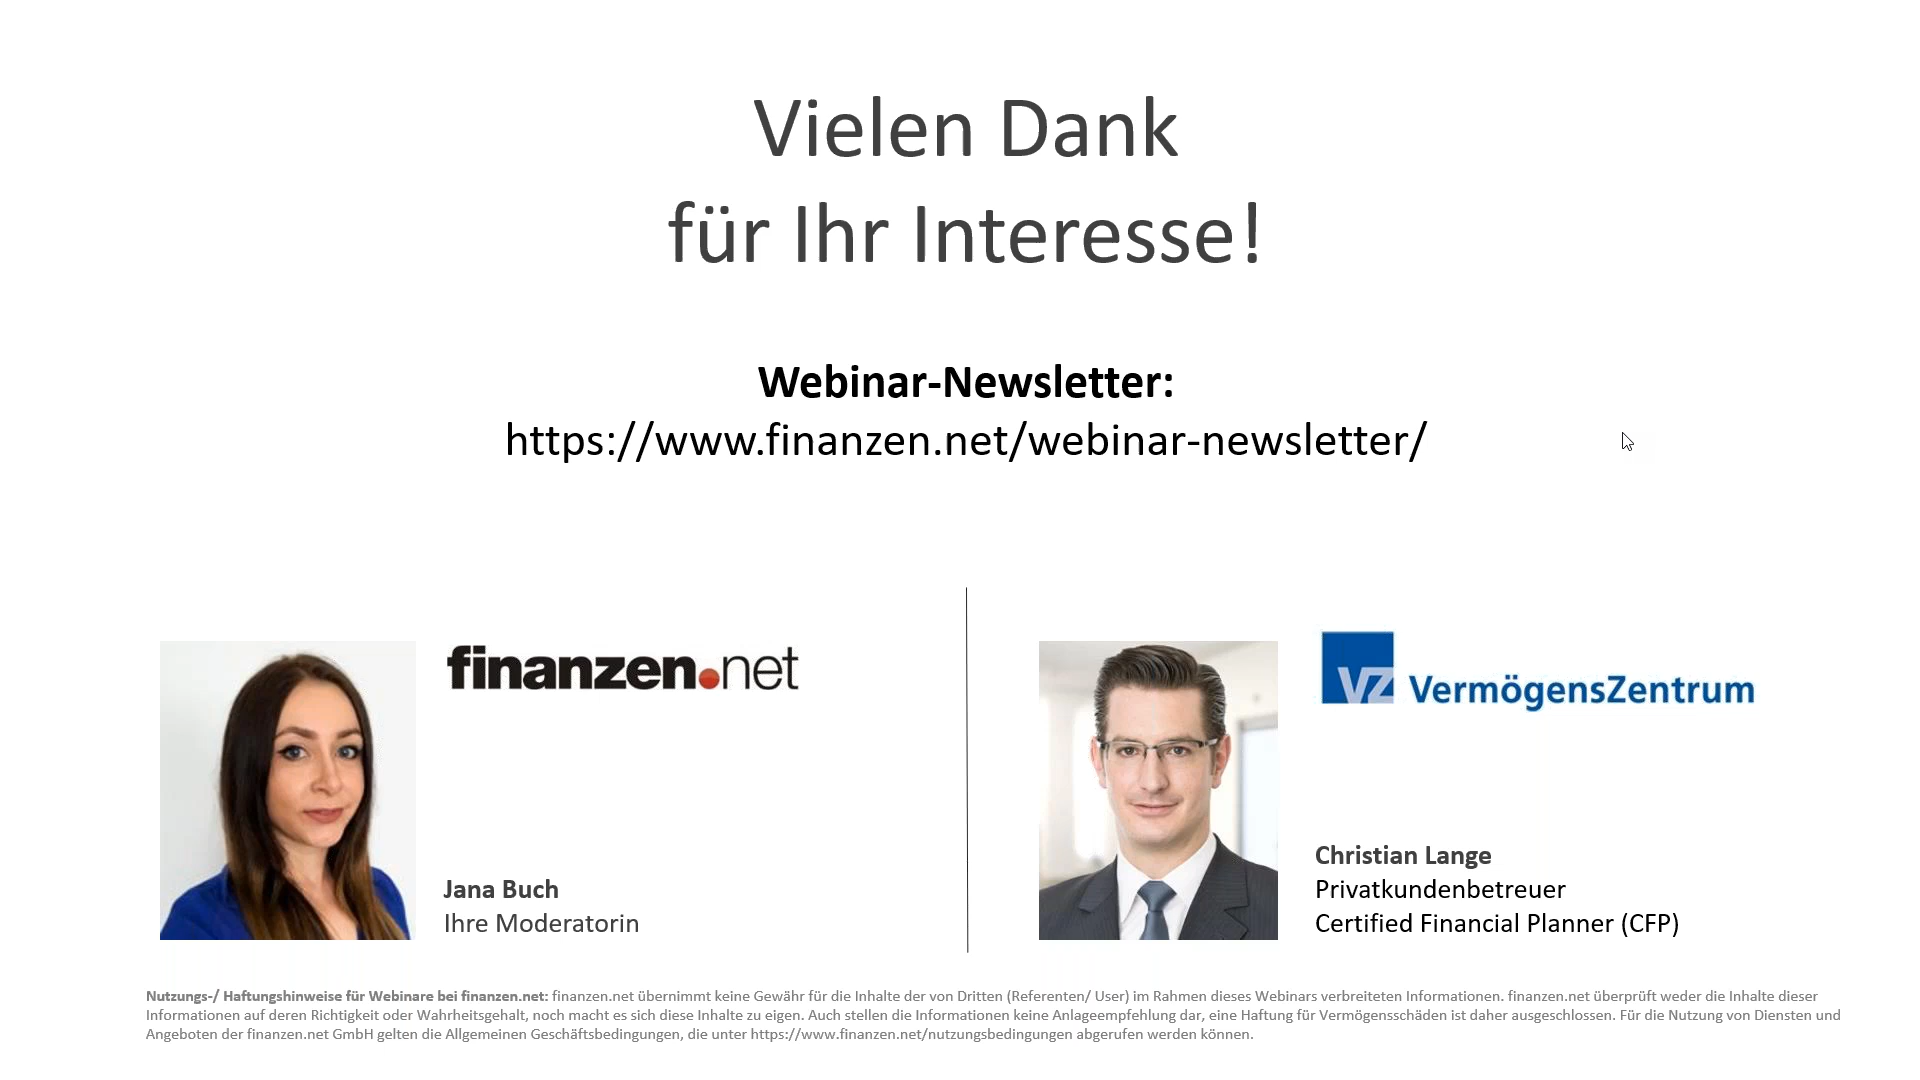 Vielen Dank
für Ihr Interesse!
Webinar-Newsletter:
https://www.finanzen.net/webinar-newsletter/
finanzen.net
Jana Buch
Ihre Moderatorin
VZ VermögensZentrum
Christian Lange
Privatkundenbetreuer
Certified Financial Planner (CFP)
Nutzungs-/ Haftungshinweise für Webinare bei finanzen.net: finanzen.net übernimmt keine Gewähr für die Inhalte der von Dritten (Referenten/ User) im Rahmen dieses Webinars verbreiteten Informationen. finanzen.net überprüft weder die Inhalte dieser
Informationen auf deren Richtigkeit oder Wahrheitsgehalt, noch macht es sich diese Inhalte zu eigen. Auch stellen die Informationen keine Anlageempfehlung dar, eine Haftung für Vermögensschäden ist daher ausgeschlossen. Für die Nutzung von Diensten und
Angeboten der finanzen.net GmbH gelten die Allgemeinen Geschäftsbedingungen, die unter https://www.finanzen.net/nutzungsbedingungen abgerufen werden können.